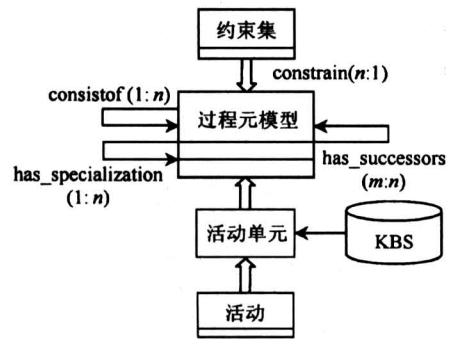 约束集
constrain(n:1)
consistof (1:n)
过程元模型
has_specialization
(1:n)
has_successors
(m:n)
活动单元
KBS
活动